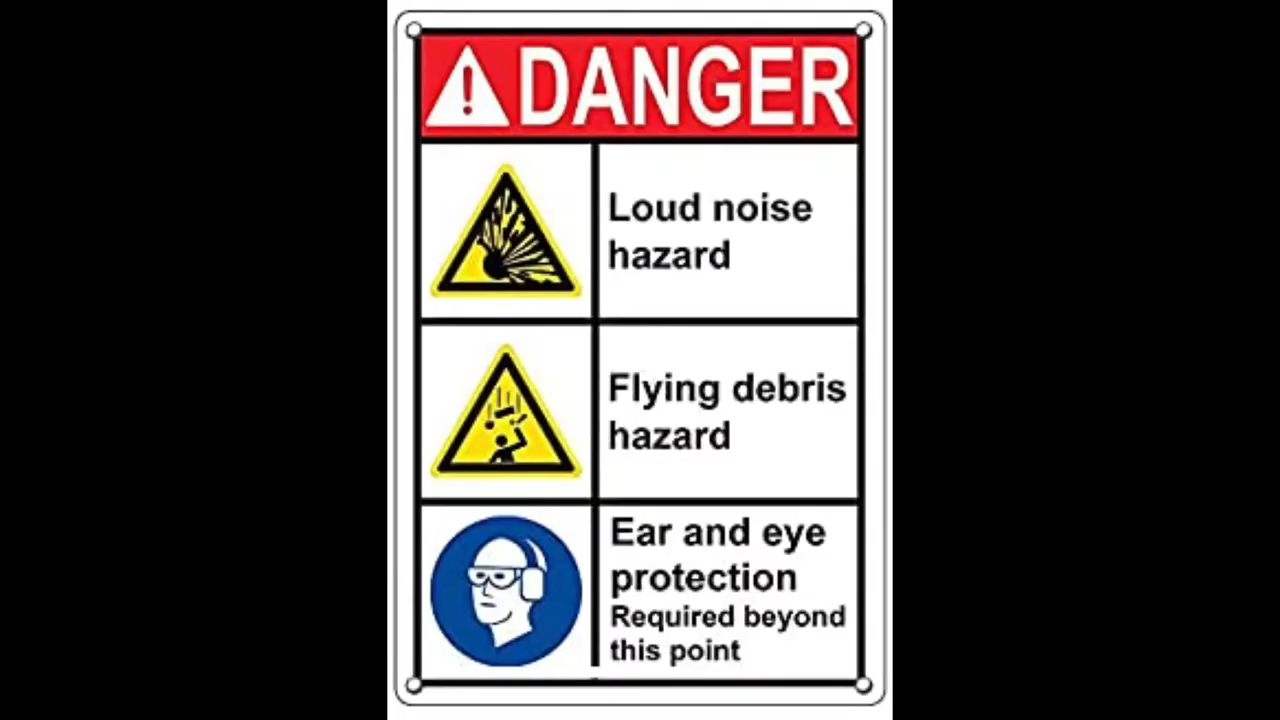 DANGER
Loud noise
hazard
Flying debris
hazard
Ear and eye
protection
Required beyond
this point